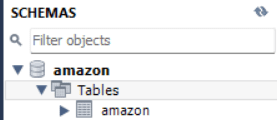 SCHEMAS
Filter objects
amazon
Tables
amazon